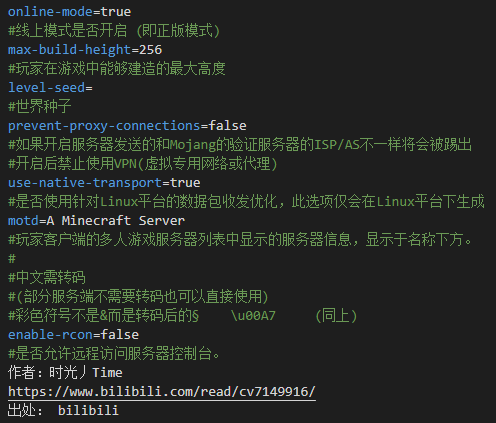 online-mode=true
#线上模式是否开启 (即正版模式)
max-build-height=256
#玩家在游戏中能够建造的最大高度
level-seed=
#世界种子
prevent-proxy-connections=false
#如果开启服务器发送的和Mojang的验证服务器的ISP/AS不一样将会被踢出
#开启后禁止使用VPN(虚拟专用网络或代理)
use-native-transport=true
#是否使用针对Linux平台的数据包收发优化，此选项仅会在Linux平台下生成
motd=A Minecraft Server
#玩家客户端的多人游戏服务器列表中显示的服务器信息，显示于名称下方。
#
#中文需转码
#(部分服务端不需要转码也可以直接使用)
#彩色符号不是&而是转码后的§    \u00A7     (同上)
enable-rcon=false
#是否允许远程访问服务器控制台。
作者：时光丿Time
https://www.bilibili.com/read/cv7149916/
出处： bilibili